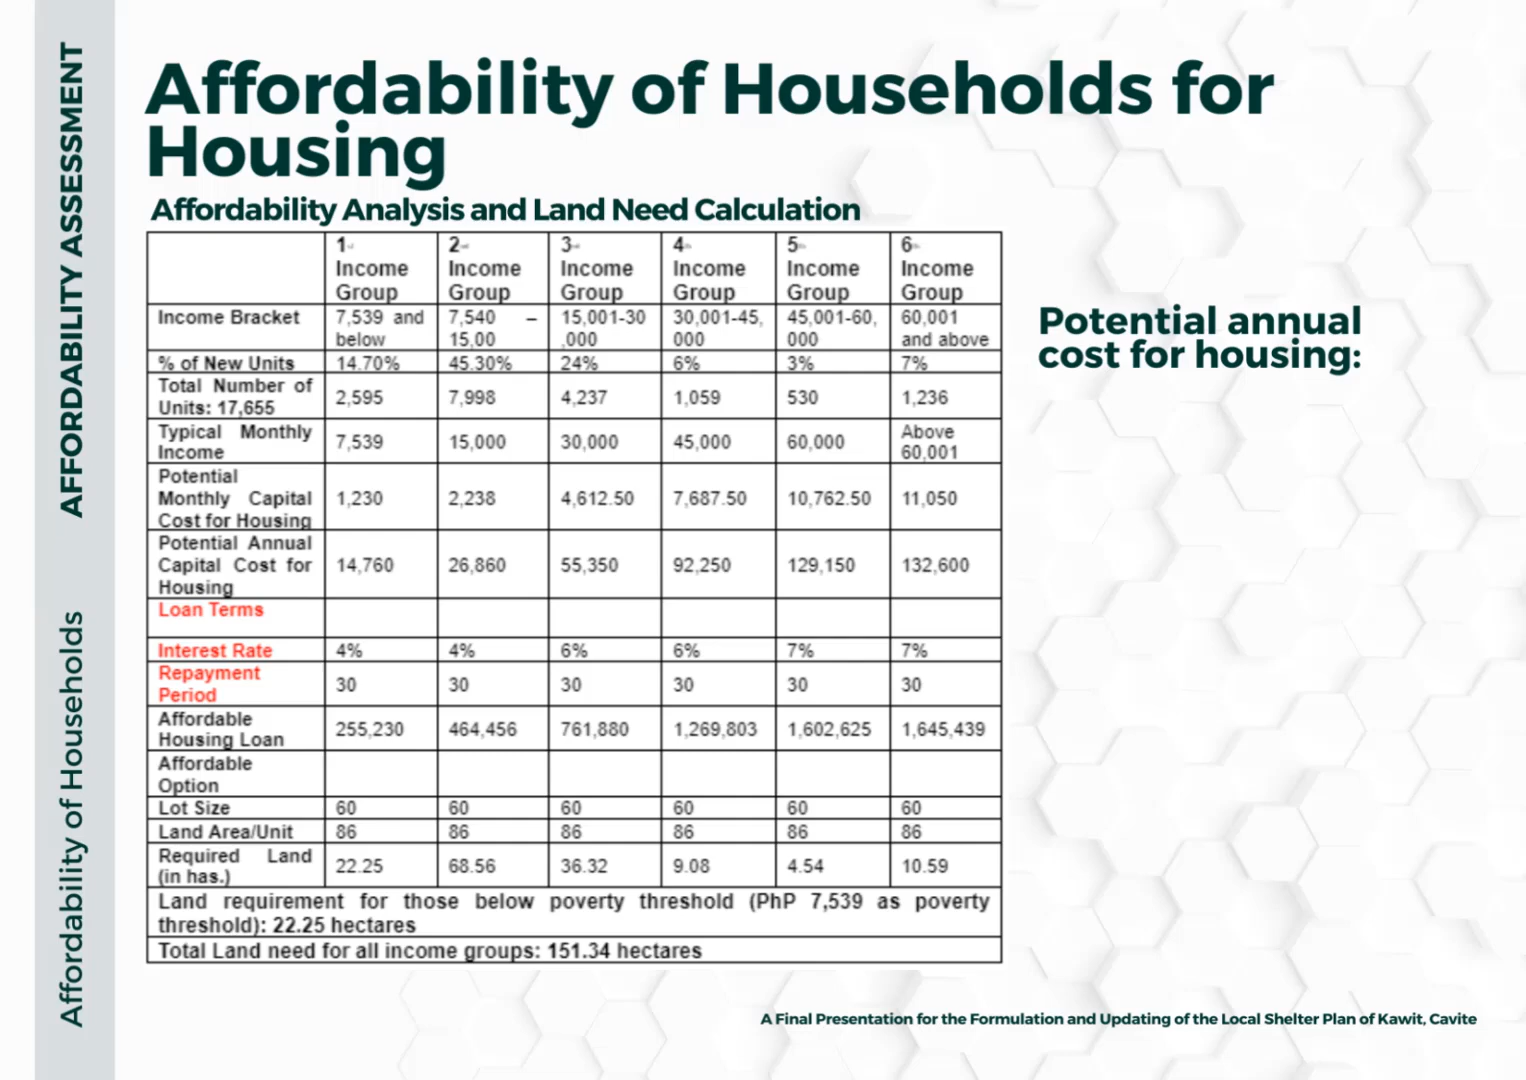 AFFORDABILITY ASSESSMENT
Affordability of Households
Affordability of Households for
Housing
Affordability Analysis and Land Need Calculation
1 Income Group | 2 Income Group | 3 Income Group | 4 Income Group | 5 Income Group | 6 Income Group
Income Bracket | 7,539 and below | 7,540 – 15,00 | 15,001-30,000 | 30,001-45,000 | 45,001-60,000 | 60,001 and above
% of New Units | 14.70% | 45.30% | 24% | 6% | 3% | 7%
Total Number of Units: 17,655 | 2,595 | 7,998 | 4,237 | 1,059 | 530 | 1,236
Typical Monthly Income | 7,539 | 15,000 | 30,000 | 45,000 | 60,000 | Above 60,001
Potential Monthly Capital Cost for Housing | 1,230 | 2,238 | 4,612.50 | 7,687.50 | 10,762.50 | 11,050
Potential Annual Capital Cost for Housing | 14,760 | 26,860 | 55,350 | 92,250 | 129,150 | 132,600
Loan Terms
Interest Rate | 4% | 4% | 6% | 6% | 7% | 7%
Repayment Period | 30 | 30 | 30 | 30 | 30 | 30
Affordable Housing Loan | 255,230 | 464,456 | 761,880 | 1,269,803 | 1,602,625 | 1,645,439
Affordable Option
Lot Size | 60 | 60 | 60 | 60 | 60 | 60
Land Area/Unit | 86 | 86 | 86 | 86 | 86 | 86
Required Land (in has.) | 22.25 | 68.56 | 36.32 | 9.08 | 4.54 | 10.59
Land requirement for those below poverty threshold (PhP 7,539 as poverty
threshold): 22.25 hectares
Total Land need for all income groups: 151.34 hectares
Potential annual
cost for housing:
A Final Presentation for the Formulation and Updating of the Local Shelter Plan of Kawit, Cavite